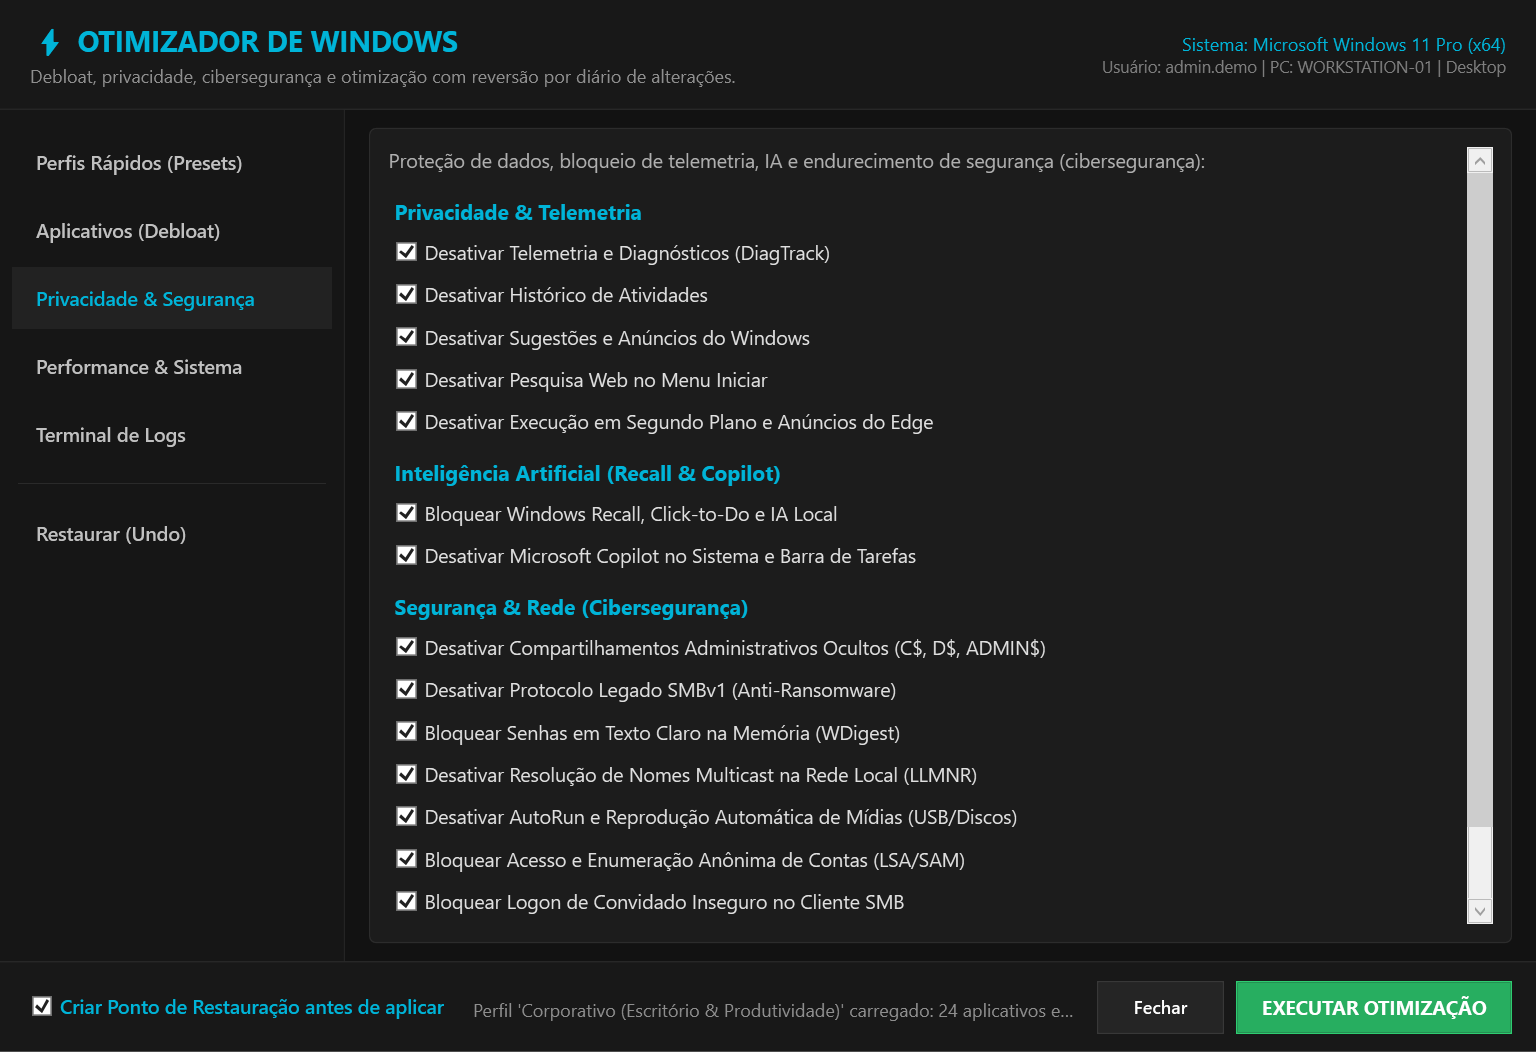 OTIMIZADOR DE WINDOWS
Debloat, privacidade, cibersegurança e otimização com reversão por diário de alterações.
Sistema: Microsoft Windows 11 Pro (x64)
Usuário: admin.demo | PC: WORKSTATION-01 | Desktop
Perfis Rápidos (Presets)
Aplicativos (Debloat)
Privacidade & Segurança
Performance & Sistema
Terminal de Logs
Restaurar (Undo)
Proteção de dados, bloqueio de telemetria, IA e endurecimento de segurança (cibersegurança):
Privacidade & Telemetria
Desativar Telemetria e Diagnósticos (DiagTrack)
Desativar Histórico de Atividades
Desativar Sugestões e Anúncios do Windows
Desativar Pesquisa Web no Menu Iniciar
Desativar Execução em Segundo Plano e Anúncios do Edge
Inteligência Artificial (Recall & Copilot)
Bloquear Windows Recall, Click-to-Do e IA Local
Desativar Microsoft Copilot no Sistema e Barra de Tarefas
Segurança & Rede (Cibersegurança)
Desativar Compartilhamentos Administrativos Ocultos (C$, D$, ADMIN$)
Desativar Protocolo Legado SMBv1 (Anti-Ransomware)
Bloquear Senhas em Texto Claro na Memória (WDigest)
Desativar Resolução de Nomes Multicast na Rede Local (LLMNR)
Desativar AutoRun e Reprodução Automática de Mídias (USB/Discos)
Bloquear Acesso e Enumeração Anônima de Contas (LSA/SAM)
Bloquear Logon de Convidado Inseguro no Cliente SMB
Criar Ponto de Restauração antes de aplicar
Perfil 'Corporativo (Escritório & Produtividade)' carregado: 24 aplicativos e...
Fechar
EXECUTAR OTIMIZAÇÃO